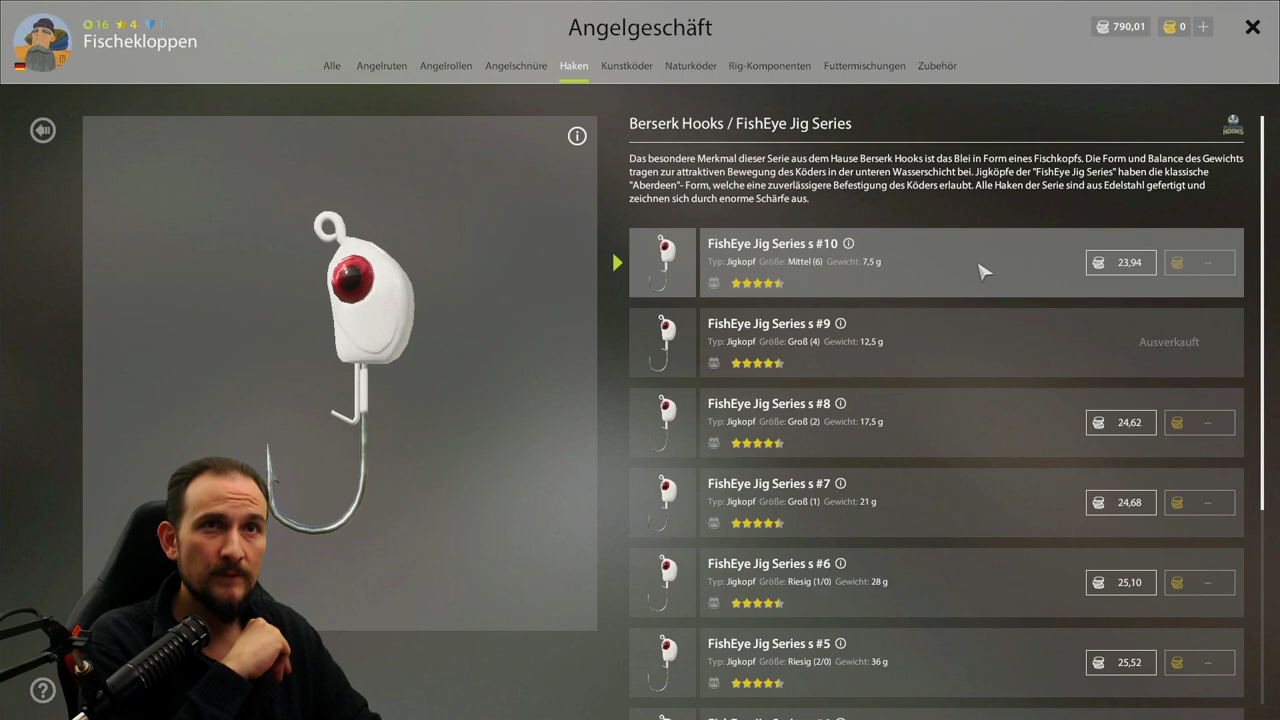 16 4 1
Fischekloppen
Angelgeschäft
790,01 0 +
Alle Angelruten Angelrollen Angelschnüre Haken Kunstköder Naturköder Rig-Komponenten Futtermischungen Zubehör
Berserk Hooks / FishEye Jig Series
HOOKS
Das besondere Merkmal dieser Serie aus dem Hause Berserk Hooks ist das Blei in Form eines Fischkopfs. Die Form und Balance des Gewichts
tragen zur attraktiven Bewegung des Köders in der unteren Wasserschicht bei. Jigköpfe der "FishEye Jig Series" haben die klassische
"Aberdeen"- Form, welche eine zuverlässigere Befestigung des Köders erlaubt. Alle Haken der Serie sind aus Edelstahl gefertigt und
zeichnen sich durch enorme Schärfe aus.
FishEye Jig Series s #10
Typ: Jigkopf Größe: Mittel (6) Gewicht: 7,5 g
23,94 --
FishEye Jig Series s #9
Typ: Jigkopf Größe: Groß (4) Gewicht: 12,5 g
Ausverkauft
FishEye Jig Series s #8
Typ: Jigkopf Größe: Groß (2) Gewicht: 17,5 g
24,62 --
FishEye Jig Series s #7
Typ: Jigkopf Größe: Groß (1) Gewicht: 21 g
24,68 --
FishEye Jig Series s #6
Typ: Jigkopf Größe: Riesig (1/0) Gewicht: 28 g
25,10 --
FishEye Jig Series s #5
Typ: Jigkopf Größe: Riesig (2/0) Gewicht: 36 g
25,52 --